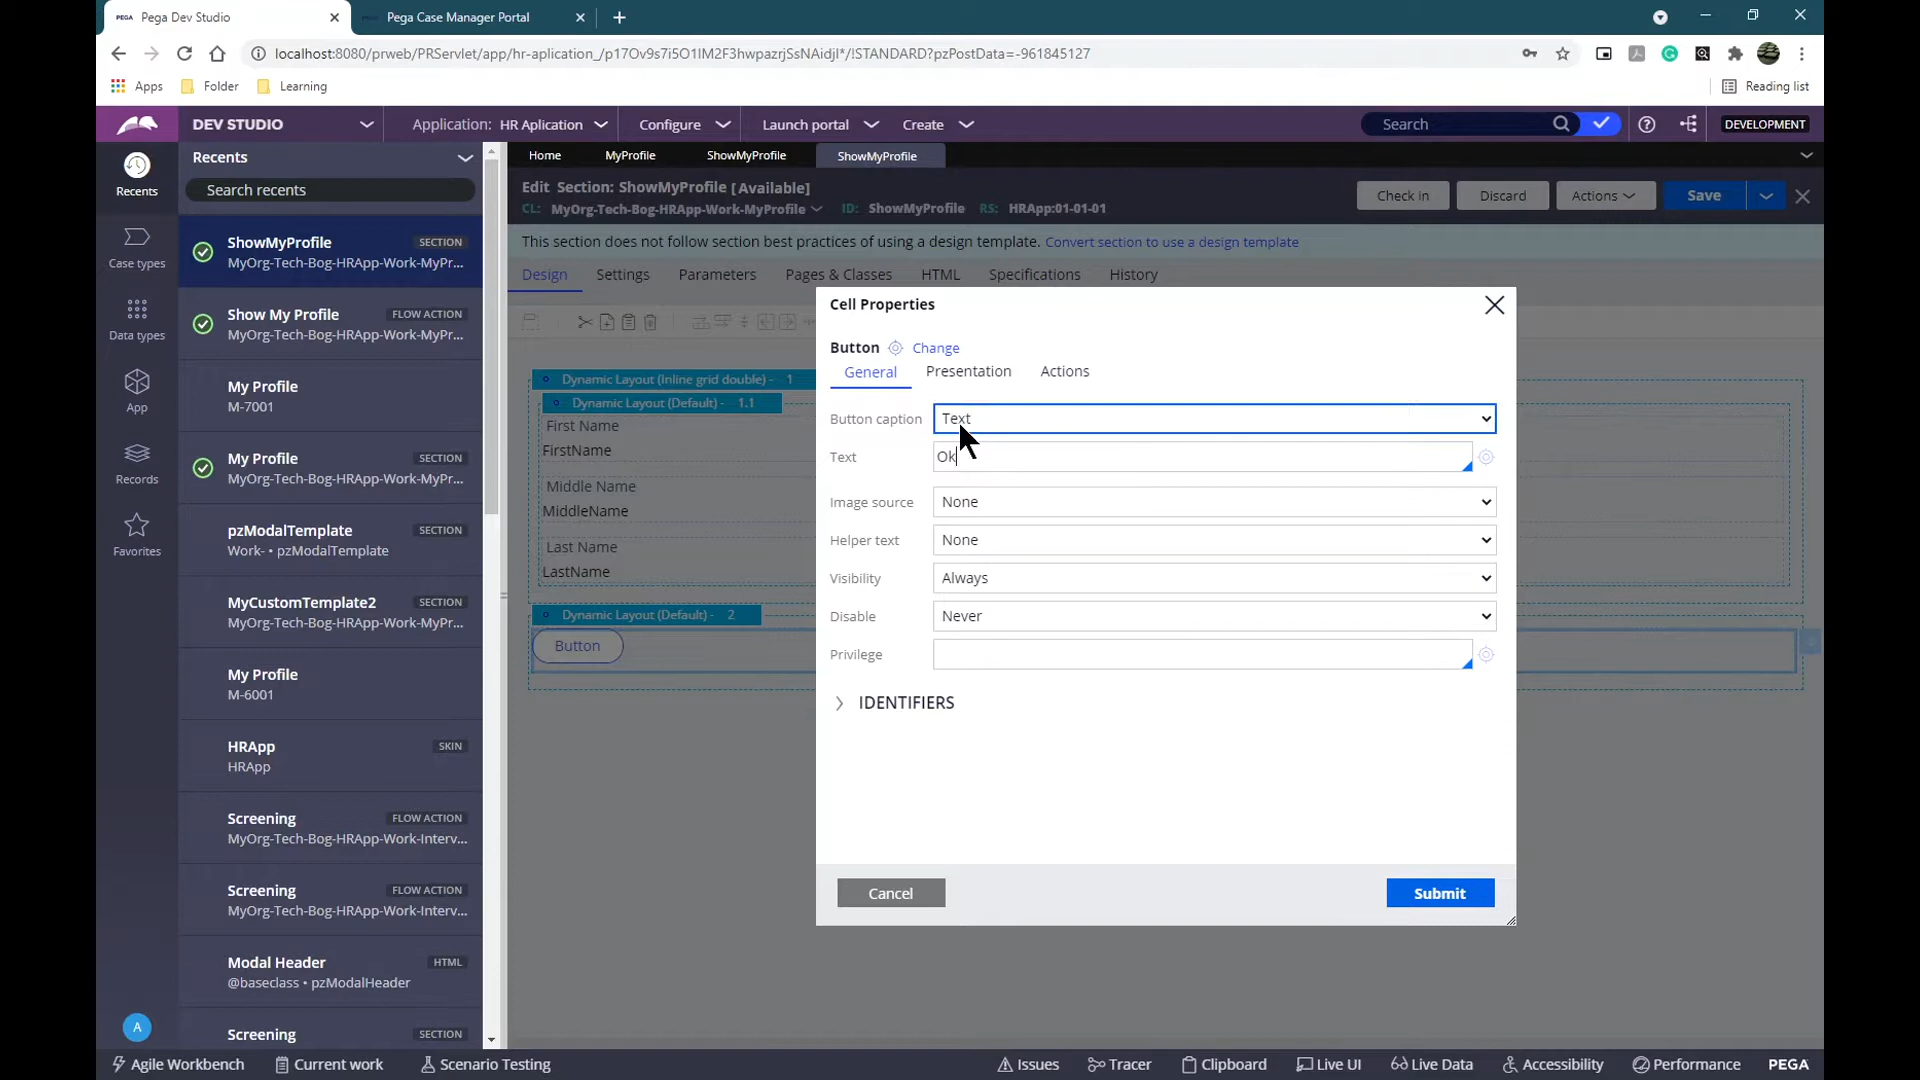 PEGA Pega Dev Studio
Pega Case Manager Portal
localhost:8080/prweb/PRServlet/app/hr-aplication_/p17Ov9s7i5O1IM2F3hwpazrjSsNAidjI*/!STANDARD?pzPostData=-961845127
Apps Folder Learning Reading list
DEV STUDIO Application: HR Aplication Configure Launch portal Create Search DEVELOPMENT
Recents
Case types
Data types
App
Records
Favorites
A
Recents
Search recents
ShowMyProfile SECTION
MyOrg-Tech-Bog-HRApp-Work-MyPr...
Show My Profile FLOW ACTION
MyOrg-Tech-Bog-HRApp-Work-MyPr...
My Profile
M-7001
My Profile SECTION
MyOrg-Tech-Bog-HRApp-Work-MyPr...
pzModalTemplate SECTION
Work- • pzModalTemplate
MyCustomTemplate2 SECTION
MyOrg-Tech-Bog-HRApp-Work-MyPr...
My Profile
M-6001
HRApp SKIN
HRApp
Screening FLOW ACTION
MyOrg-Tech-Bog-HRApp-Work-Interv...
Screening FLOW ACTION
MyOrg-Tech-Bog-HRApp-Work-Interv...
Modal Header HTML
@baseclass • pzModalHeader
Screening SECTION
Home MyProfile ShowMyProfile ShowMyProfile
Edit Section: ShowMyProfile [Available]
CL: MyOrg-Tech-Bog-HRApp-Work-MyProfile ID: ShowMyProfile RS: HRApp:01-01-01
Check in Discard Actions Save
This section does not follow section best practices of using a design template. Convert section to use a design template
Design Settings Parameters Pages & Classes HTML Specifications History
Dynamic Layout (Inline grid double) - 1
Dynamic Layout (Default) - 1.1
First Name
FirstName
Middle Name
MiddleName
Last Name
LastName
Dynamic Layout (Default) - 2
Button
Cell Properties
Button Change
General Presentation Actions
Button caption Text
Text Ok
Image source None
Helper text None
Visibility Always
Disable Never
Privilege
IDENTIFIERS
Cancel Submit
Agile Workbench Current work Scenario Testing Issues Tracer Clipboard Live UI Live Data Accessibility Performance PEGA